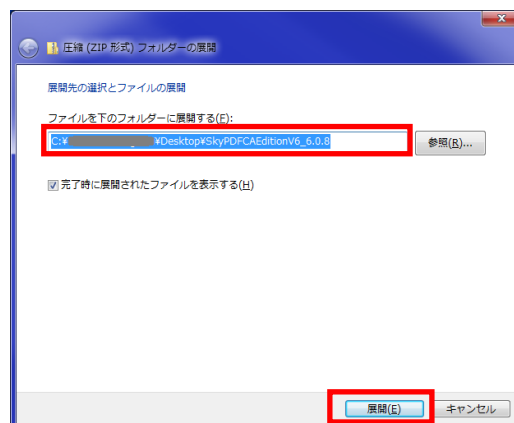 圧縮 (ZIP 形式) フォルダーの展開
展開先の選択とファイルの展開
ファイルを下のフォルダーに展開する(F):
C:¥ ¥Desktop¥SkyPDFCAEditionV6_6.0.8
参照(R)...
完了時に展開されたファイルを表示する(H)
展開(E)
キャンセル